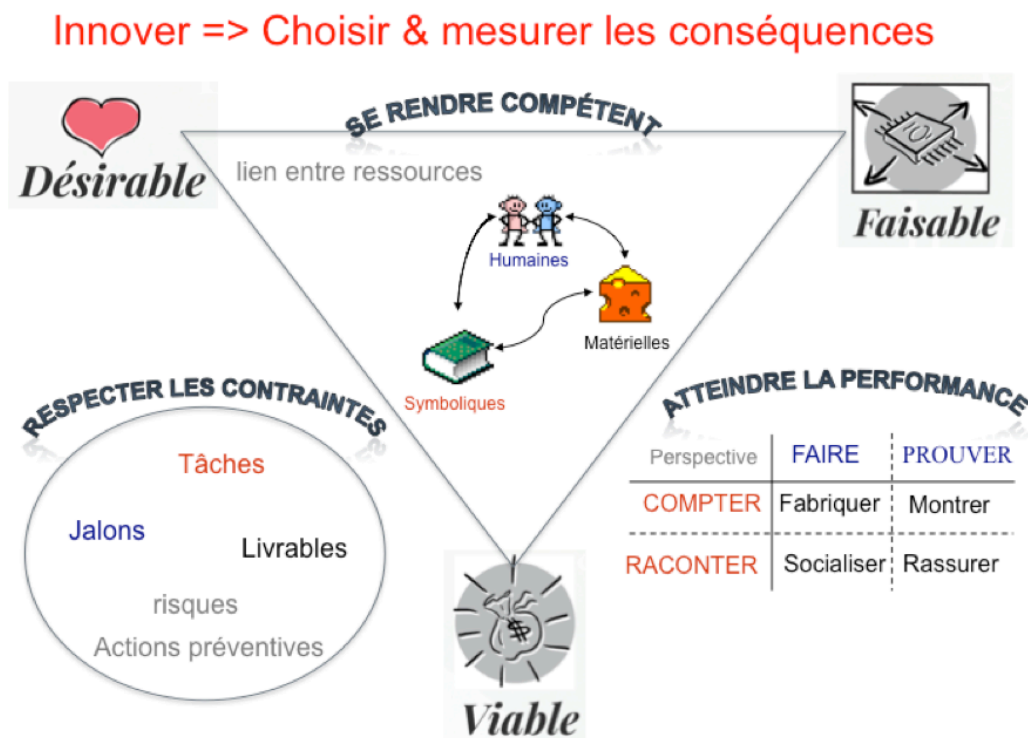 Innover => Choisir & mesurer les conséquences
SE RENDRE COMPÉTENT
Désirable
Faisable
lien entre ressources
Humaines
Matérielles
Symboliques
RESPECTER LES CONTRAINTES
Tâches
Jalons
Livrables
risques
Actions préventives
ATTEINDRE LA PERFORMANCE
Perspective FAIRE PROUVER
COMPTER Fabriquer Montrer
RACONTER Socialiser Rassurer
$
Viable